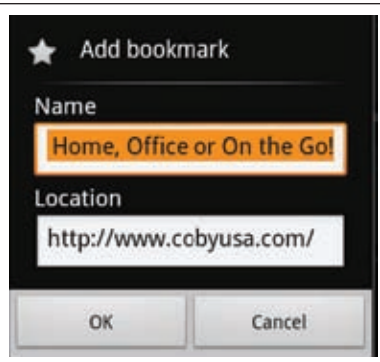 Add bookmark
Name
Home, Office or On the Go!
Location
http://www.cobyusa.com/
OK
Cancel